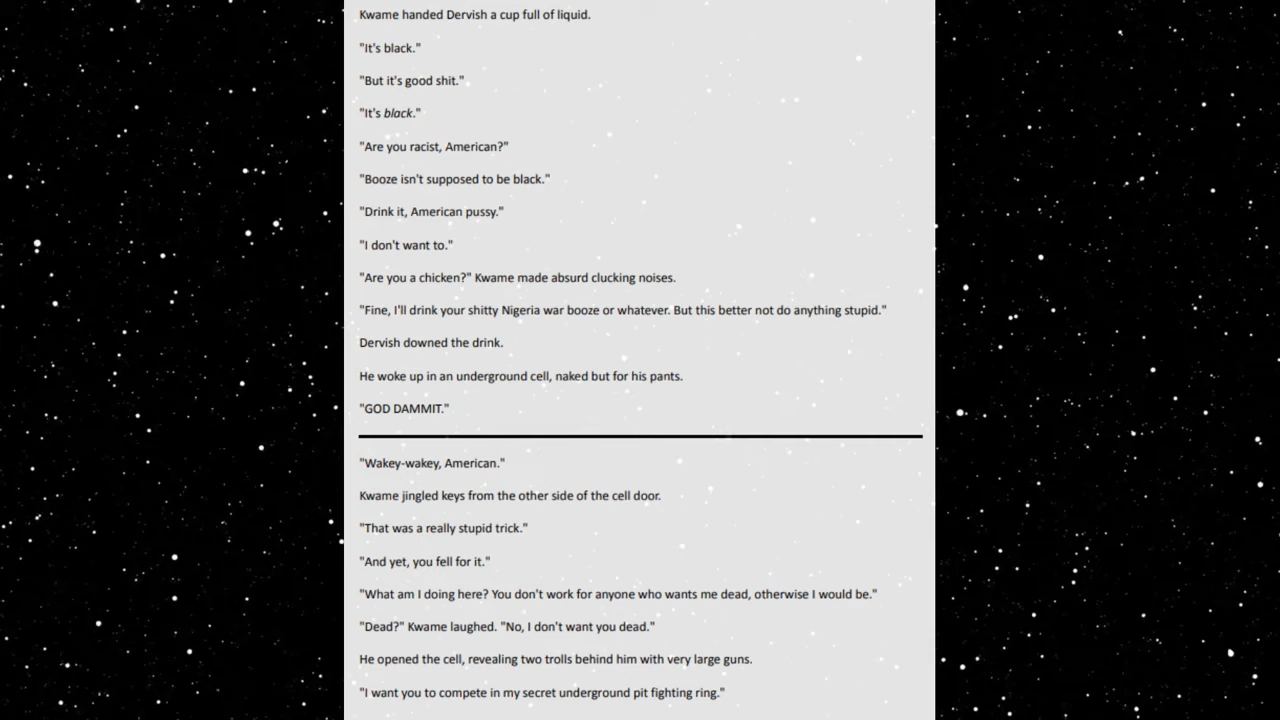 Kwame handed Dervish a cup full of liquid.
"It's black."
"But it's good shit."
"It's black."
"Are you racist, American?"
"Booze isn't supposed to be black."
"Drink it, American pussy."
"I don't want to."
"Are you a chicken?" Kwame made absurd clucking noises.
"Fine, I'll drink your shitty Nigeria war booze or whatever. But this better not do anything stupid."
Dervish downed the drink.
He woke up in an underground cell, naked but for his pants.
"GOD DAMMIT."
"Wakey-wakey, American."
Kwame jingled keys from the other side of the cell door.
"That was a really stupid trick."
"And yet, you fell for it."
"What am I doing here? You don't work for anyone who wants me dead, otherwise I would be."
"Dead?" Kwame laughed. "No, I don't want you dead."
He opened the cell, revealing two trolls behind him with very large guns.
"I want you to compete in my secret underground pit fighting ring."